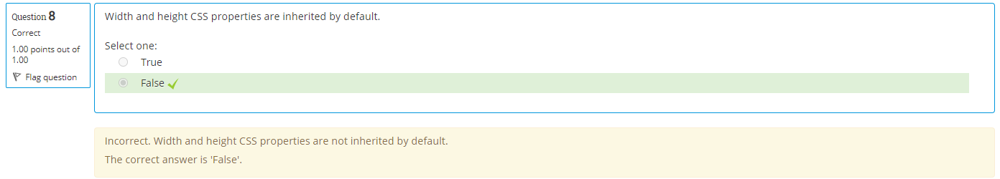 Question 8
Correct
1.00 points out of
1.00
Flag question
Width and height CSS properties are inherited by default.
Select one:
True
False
Incorrect. Width and height CSS properties are not inherited by default.
The correct answer is 'False'.